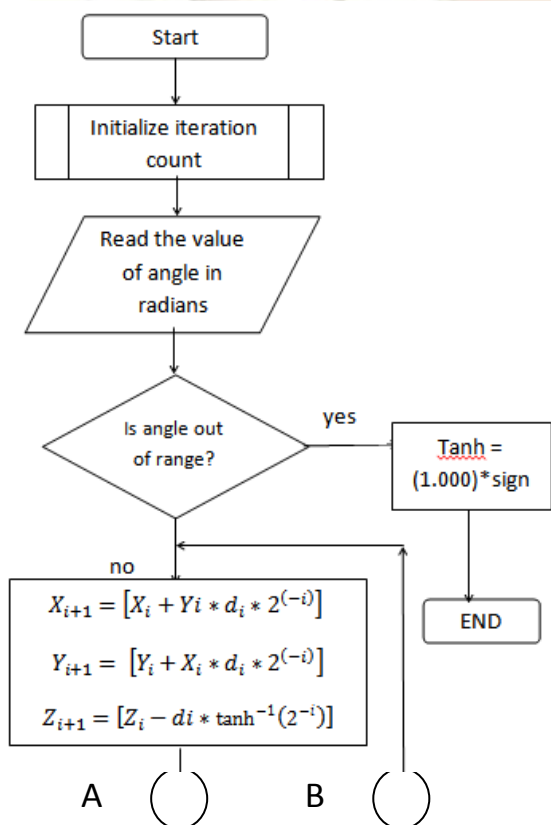 Start
Initialize iteration
count
Read the value
of angle in
radians
Is angle out
of range?
yes
Tanh =
(1.000)*sign
END
no
X_{i+1} = [X_i + Yi * d_i * 2^{(-i)}]
Y_{i+1} = [Y_i + X_i * d_i * 2^{(-i)}]
Z_{i+1} = [Z_i - di * tanh^{-1}(2^{-i})]
A
B